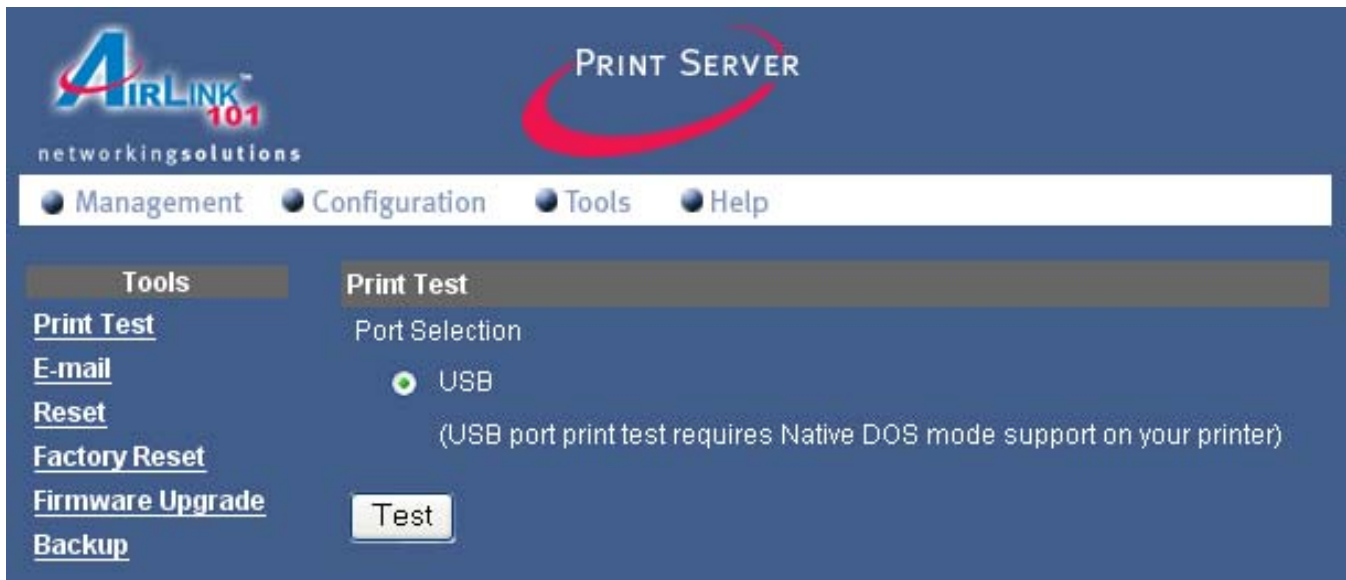 AIRLINK™
101
networkingsolutions
PRINT SERVER
Management Configuration Tools Help
Tools
Print Test
E-mail
Reset
Factory Reset
Firmware Upgrade
Backup
Print Test
Port Selection
USB
(USB port print test requires Native DOS mode support on your printer)
Test